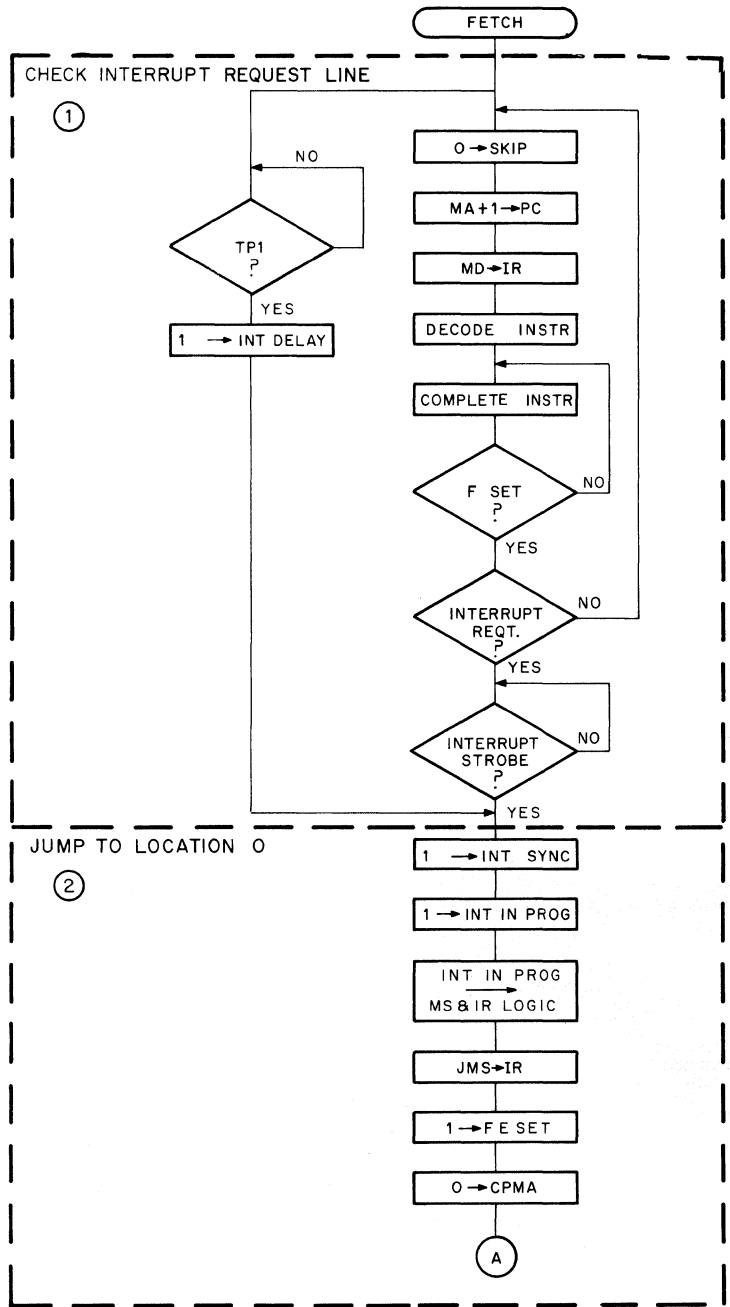 FETCH
CHECK INTERRUPT REQUEST LINE
1
O → SKIP
NO
MA+1→PC
TP1
?
MD→IR
YES
1 → INT DELAY
DECODE INSTR
COMPLETE INSTR
F SET
?
NO
YES
INTERRUPT
REQT.
?
NO
YES
INTERRUPT
STROBE
?
NO
YES
JUMP TO LOCATION O
2
1 → INT SYNC
1 → INT IN PROG
INT IN PROG
→
MS & IR LOGIC
JMS→IR
1 → F E SET
O → CPMA
A